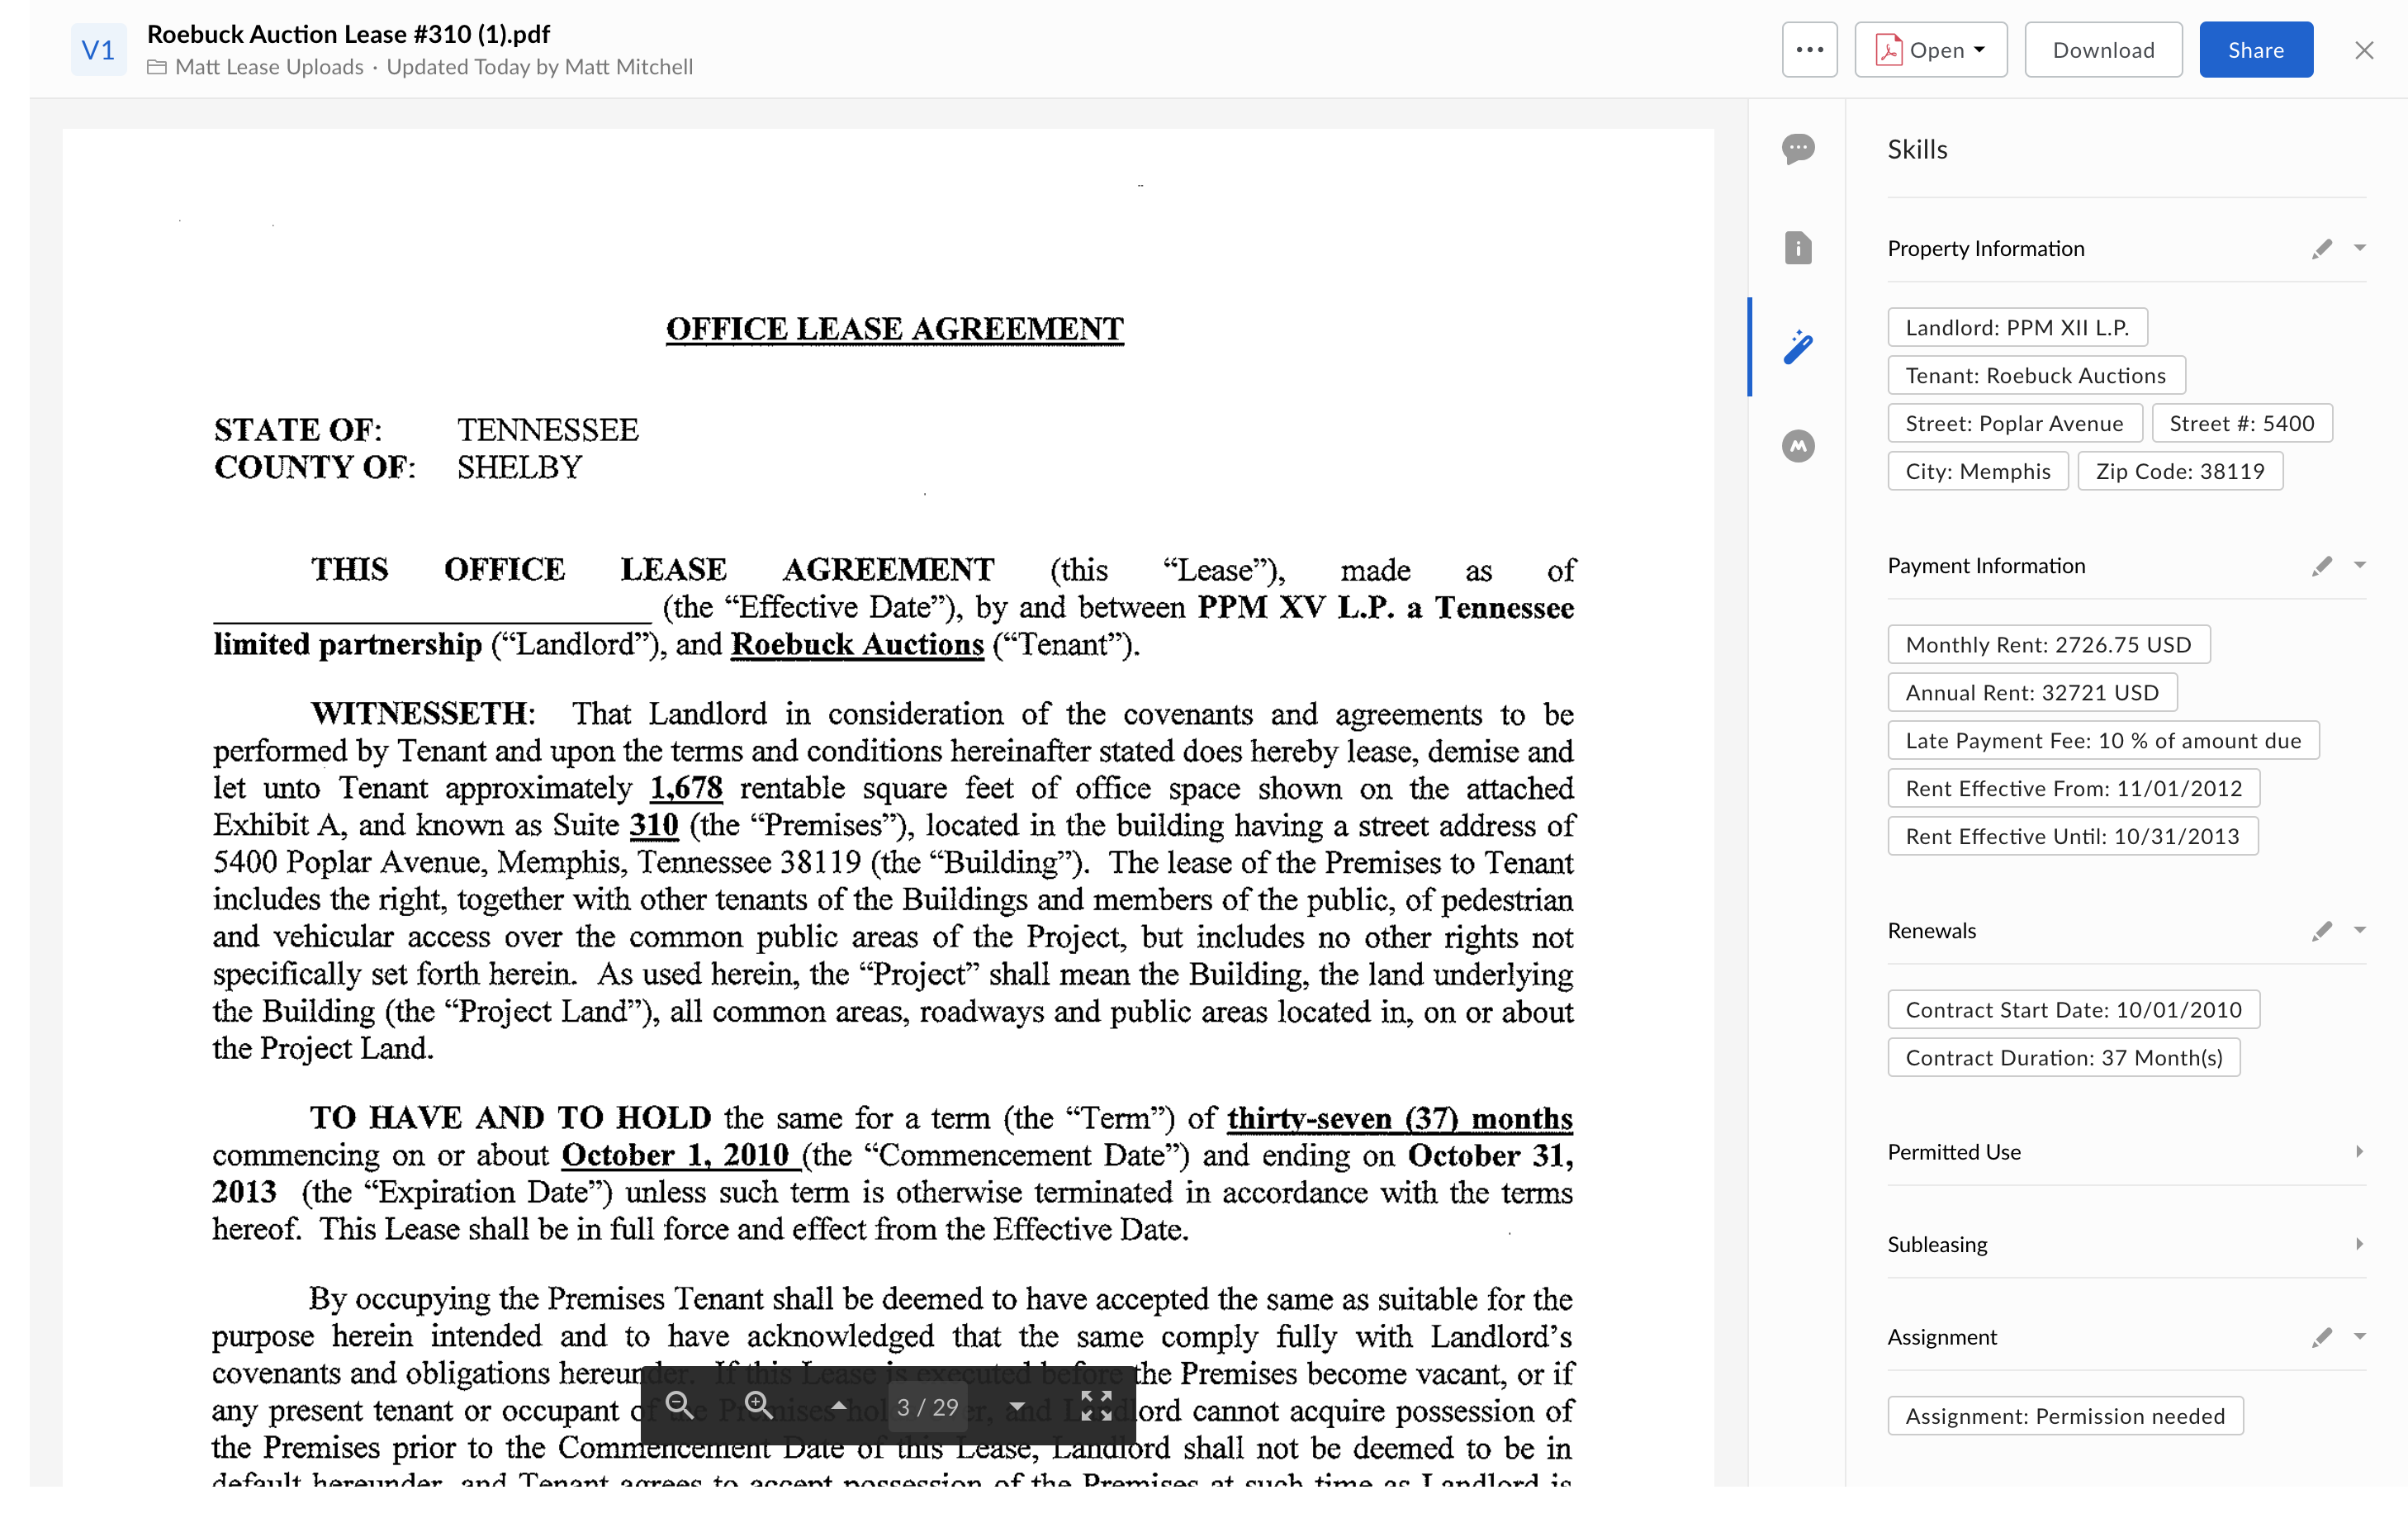 V1
Roebuck Auction Lease #310 (1).pdf
Matt Lease Uploads · Updated Today by Matt Mitchell
Open
Download
Share
OFFICE LEASE AGREEMENT
STATE OF: TENNESSEE
COUNTY OF: SHELBY
THIS OFFICE LEASE AGREEMENT (this “Lease”), made as of
(the “Effective Date”), by and between PPM XV L.P. a Tennessee
limited partnership (“Landlord”), and Roebuck Auctions (“Tenant”).
WITNESSETH: That Landlord in consideration of the covenants and agreements to be
performed by Tenant and upon the terms and conditions hereinafter stated does hereby lease, demise and
let unto Tenant approximately 1,678 rentable square feet of office space shown on the attached
Exhibit A, and known as Suite 310 (the “Premises”), located in the building having a street address of
5400 Poplar Avenue, Memphis, Tennessee 38119 (the “Building”). The lease of the Premises to Tenant
includes the right, together with other tenants of the Buildings and members of the public, of pedestrian
and vehicular access over the common public areas of the Project, but includes no other rights not
specifically set forth herein. As used herein, the “Project” shall mean the Building, the land underlying
the Building (the “Project Land”), all common areas, roadways and public areas located in, on or about
the Project Land.
TO HAVE AND TO HOLD the same for a term (the “Term”) of thirty-seven (37) months
commencing on or about October 1, 2010 (the “Commencement Date”) and ending on October 31,
2013 (the “Expiration Date”) unless such term is otherwise terminated in accordance with the terms
hereof. This Lease shall be in full force and effect from the Effective Date.
By occupying the Premises Tenant shall be deemed to have accepted the same as suitable for the
purpose herein intended and to have acknowledged that the same comply fully with Landlord’s
covenants and obligations hereunder. If this Lease is executed before the Premises become vacant, or if
any present tenant or occupant of the Premises holds over, and Landlord cannot acquire possession of
the Premises prior to the Commencement Date of this Lease, Landlord shall not be deemed to be in
default hereunder, and Tenant agrees to accept possession of the Premises at such time as Landlord is
3 / 29
Skills
Property Information
Landlord: PPM XII L.P.
Tenant: Roebuck Auctions
Street: Poplar Avenue Street #: 5400
City: Memphis Zip Code: 38119
Payment Information
Monthly Rent: 2726.75 USD
Annual Rent: 32721 USD
Late Payment Fee: 10 % of amount due
Rent Effective From: 11/01/2012
Rent Effective Until: 10/31/2013
Renewals
Contract Start Date: 10/01/2010
Contract Duration: 37 Month(s)
Permitted Use
Subleasing
Assignment
Assignment: Permission needed